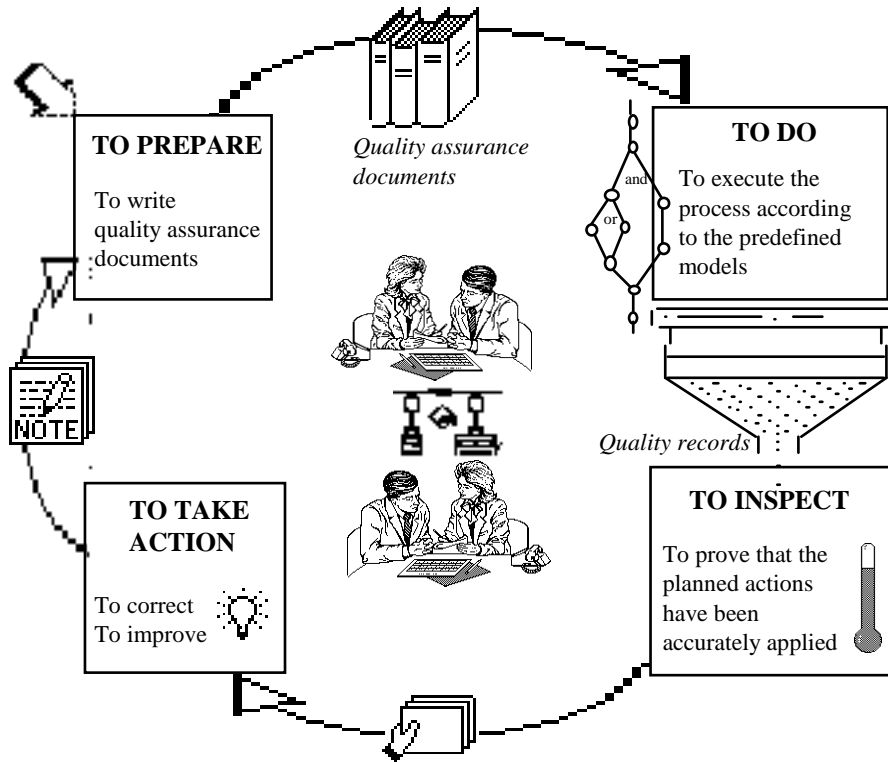 TO PREPARE
To write
quality assurance
documents
Quality assurance
documents
TO DO
To execute the
process according
to the predefined
models
and
or
Quality records
TO INSPECT
To prove that the
planned actions
have been
accurately applied
TO TAKE
ACTION
To correct
To improve
NOTE